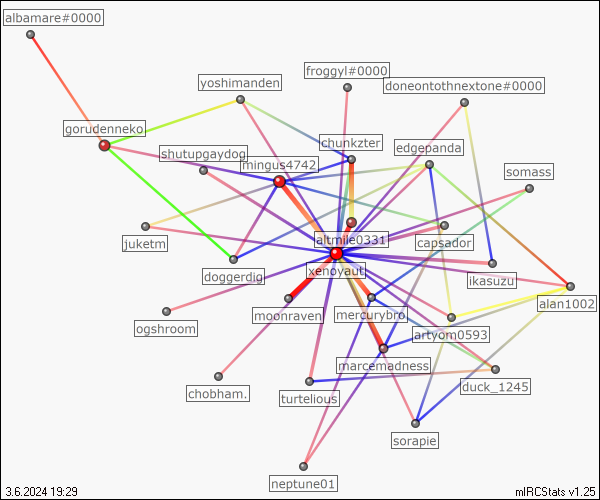 albamare#0000
froggyl#0000
yoshimanden
doneontothnextone#0000
gorudenneko
chunkzter
shutupgaydog
edgepanda
mingus4742
somass
juketm
altmile0331
capsador
doggerdig
xenoyaut
ikasuzu
moonraven
mercurybro
alan1002
ogshroom
artyom0593
marcemadness
chobham.
turtelious
duck_1245
sorapie
neptune01
3.6.2024 19:29
mIRCStats v1.25